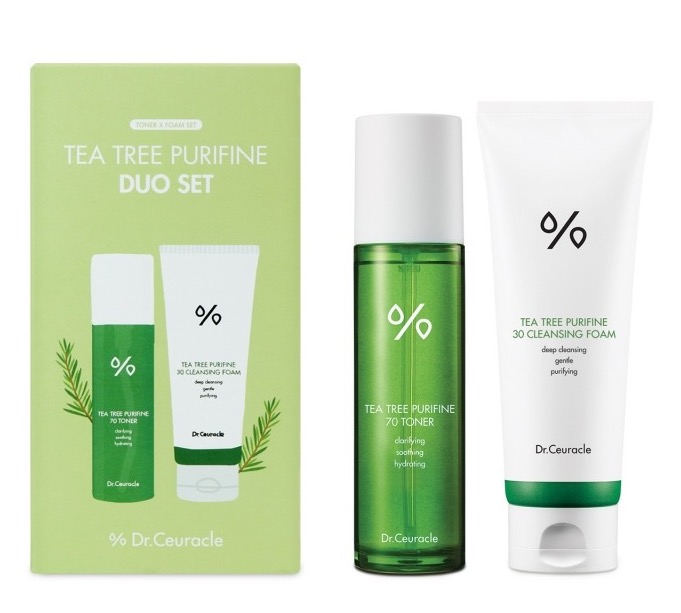 TONER X FOAM SET
TEA TREE PURIFINE
DUO SET
%
TEA TREE PURIFINE
70 TONER
clarifying
soothing
hydrating
Dr.Ceuracle
%
TEA TREE PURIFINE
30 CLEANSING FOAM
deep cleansing
gentle
purifying
Dr.Ceuracle
% Dr.Ceuracle
%
TEA TREE PURIFINE
70 TONER
clarifying
soothing
hydrating
Dr.Ceuracle
%
TEA TREE PURIFINE
30 CLEANSING FOAM
deep cleansing
gentle
purifying
Dr.Ceuracle